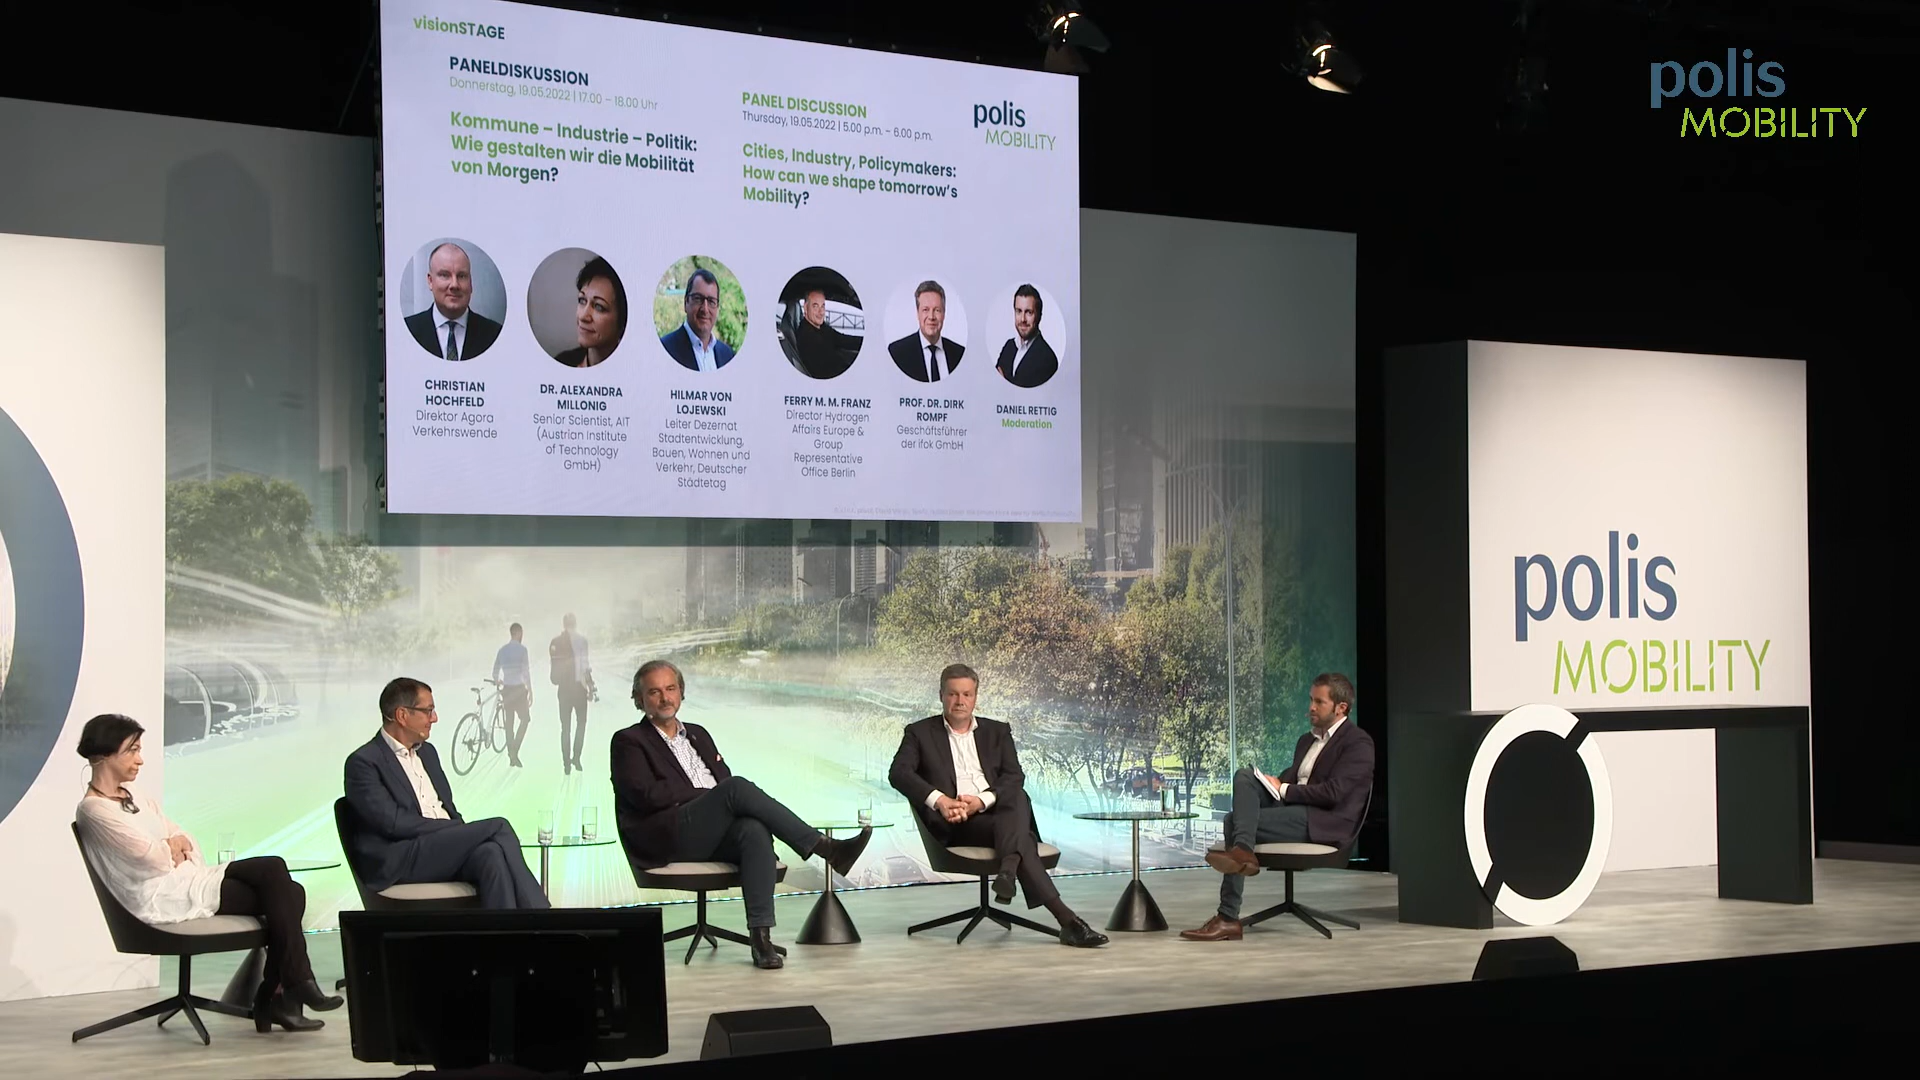 visionSTAGE
PANELDISKUSSION
Donnerstag, 19.05.2022 | 17.00 – 18.00 Uhr
Kommune – Industrie – Politik:
Wie gestalten wir die Mobilität
von Morgen?
PANEL DISCUSSION
Thursday, 19.05.2022 | 5.00 p.m. – 6.00 p.m.
Cities, Industry, Policymakers:
How can we shape tomorrow's
Mobility?
polis
MOBILITY
CHRISTIAN
HOCHFELD
Direktor Agora
Verkehrswende
DR. ALEXANDRA
MILLONIG
Senior Scientist, AIT
(Austrian Institute
of Technology
GmbH)
HILMAR VON
LOJEWSKI
Leiter Dezernat
Stadtentwicklung,
Bauen, Wohnen und
Verkehr, Deutscher
Städtetag
FERRY M. M. FRANZ
Director Hydrogen
Affairs Europe &
Group
Representative
Office Berlin
PROF. DR. DIRK
ROMPF
Geschäftsführer
der ifok GmbH
DANIEL RETTIG
Moderation
polis
MOBILITY
polis
MOBILITY